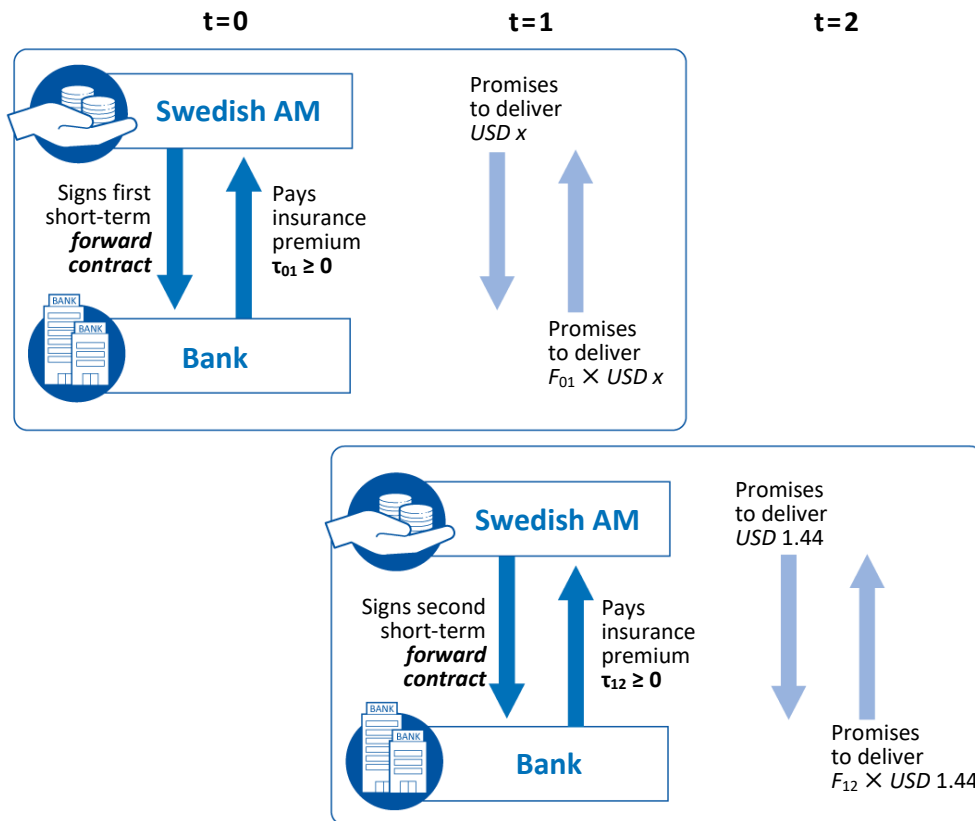 t=0 t=1 t=2
Swedish AM
Signs first
short-term
forward
contract
Pays
insurance
premium
τ01 ≥ 0
BANK
BANK
Bank
Promises
to deliver
USD x
Promises
to deliver
F01 × USD x
Swedish AM
Signs second
short-term
forward
contract
Pays
insurance
premium
τ12 ≥ 0
BANK
BANK
Bank
Promises
to deliver
USD 1.44
Promises
to deliver
F12 × USD 1.44